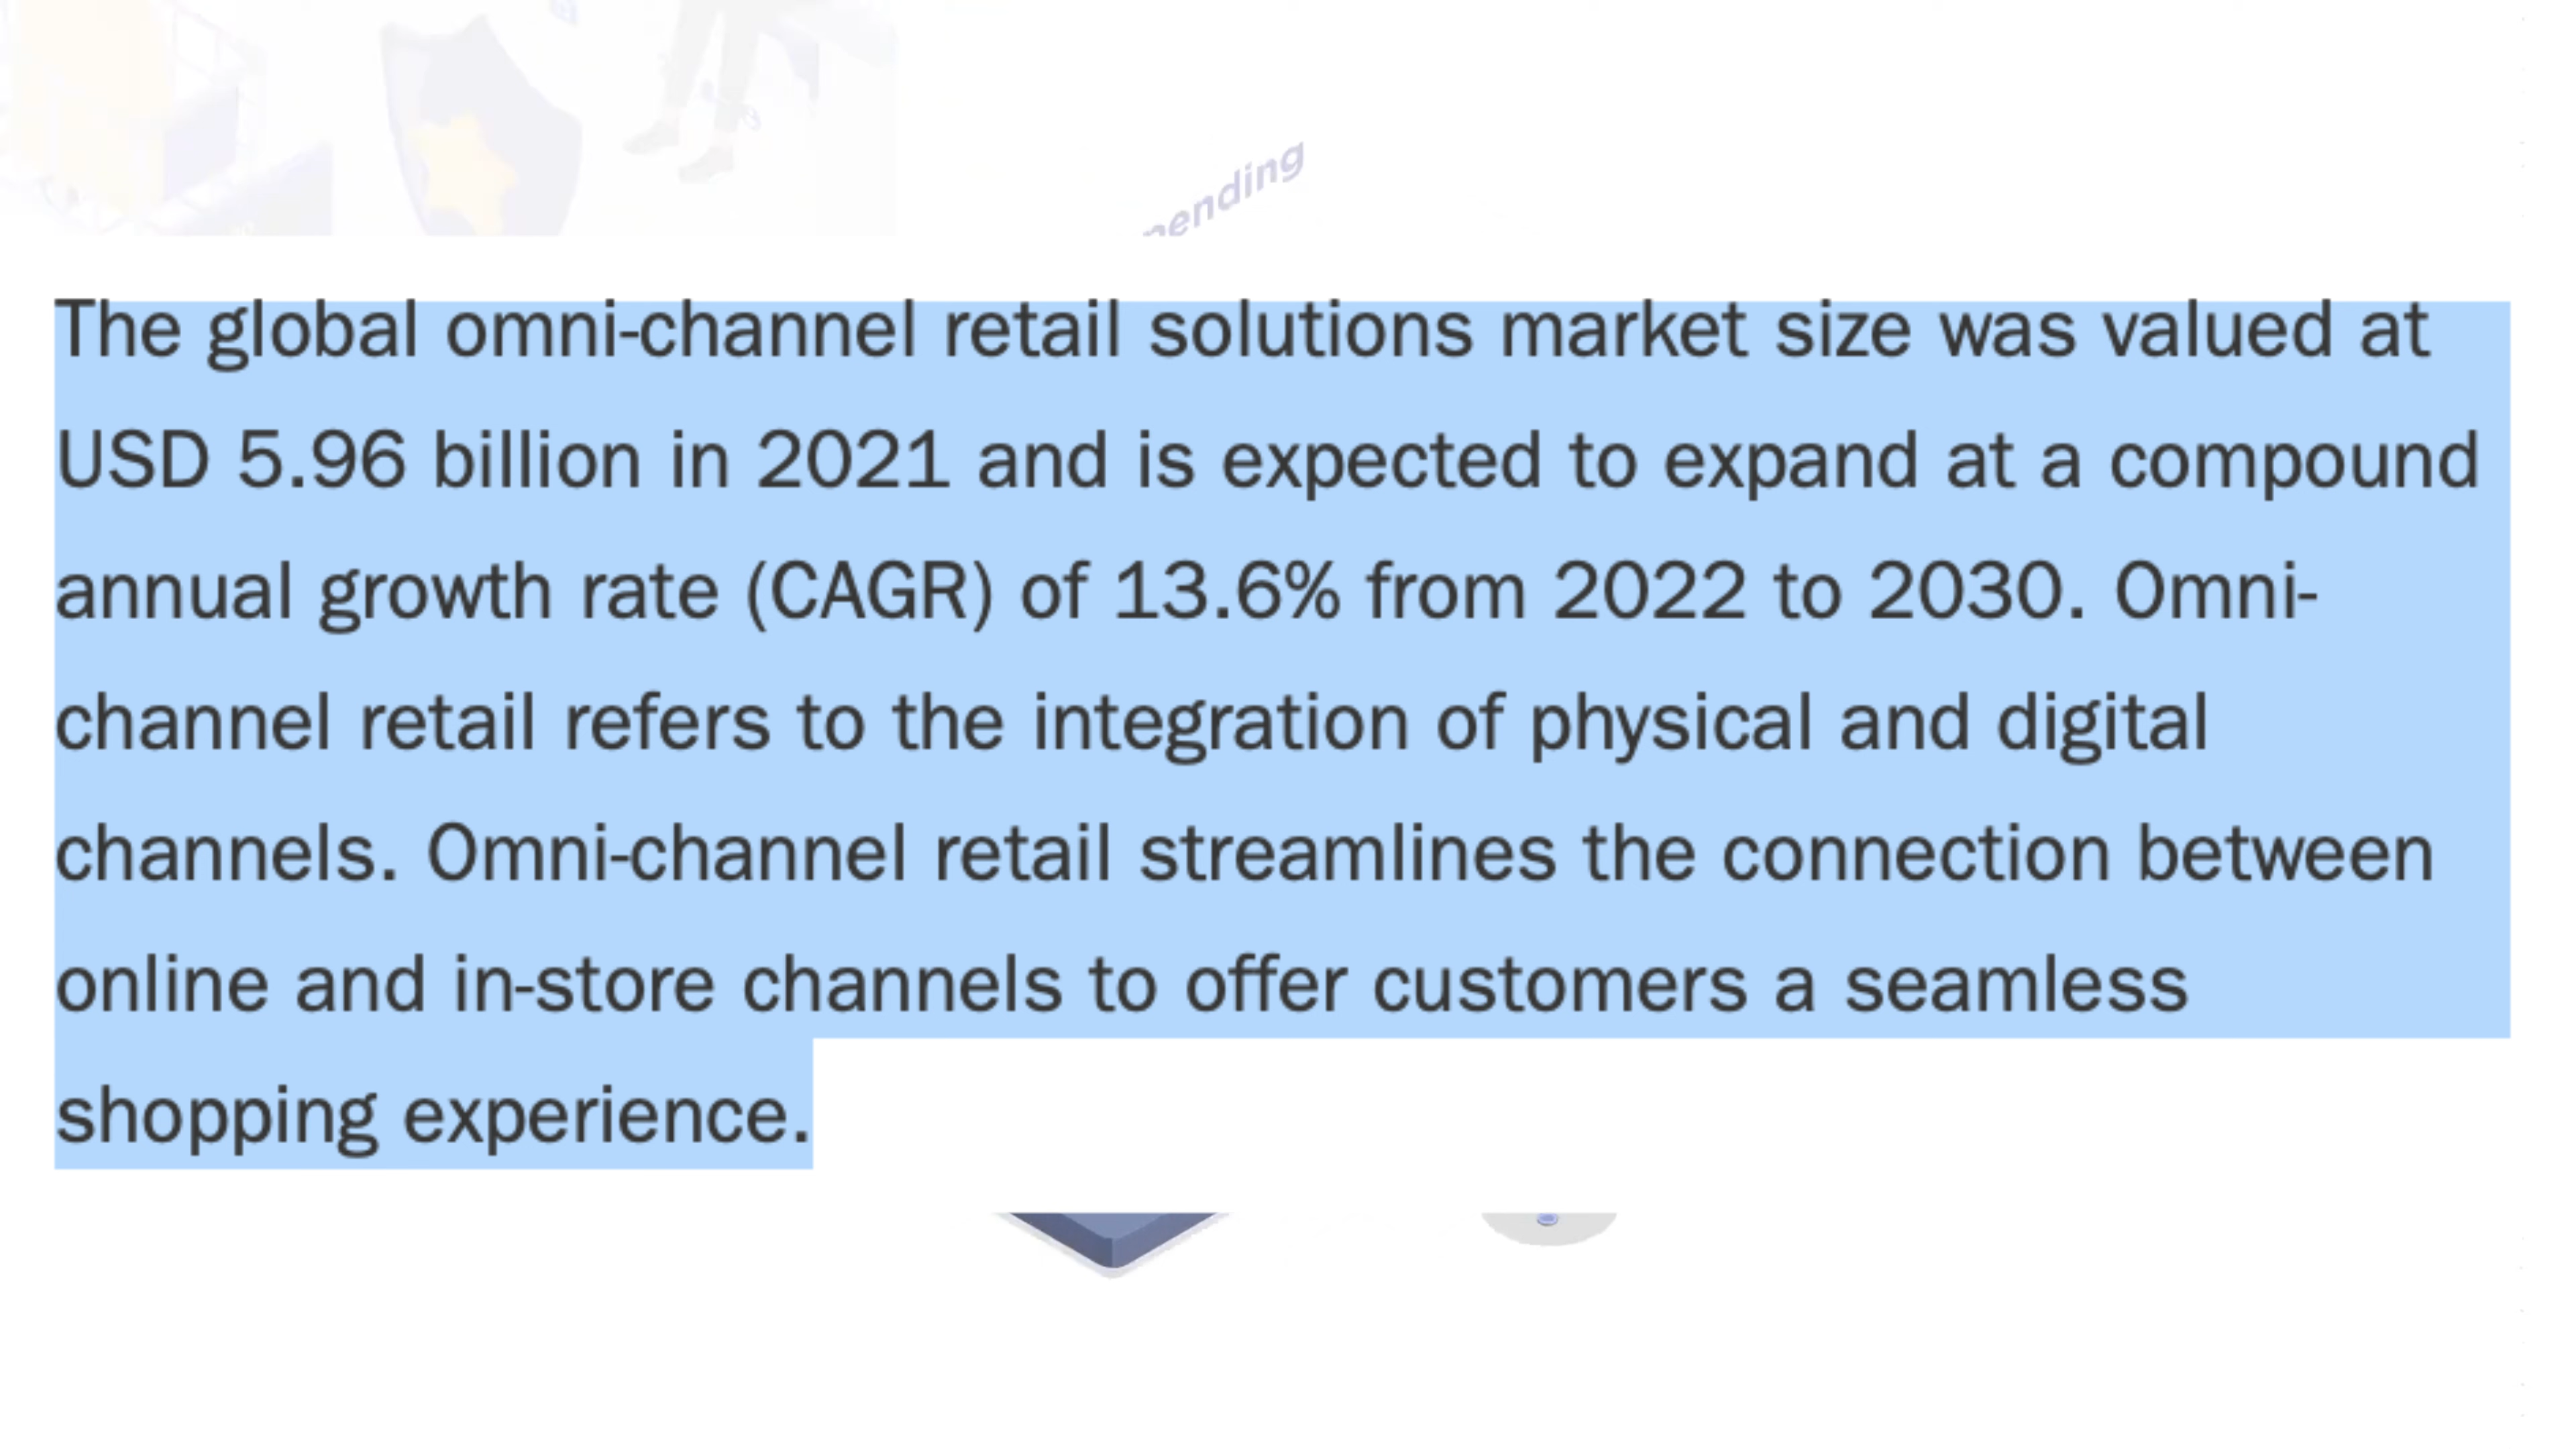 The global omni-channel retail solutions market size was valued at
USD 5.96 billion in 2021 and is expected to expand at a compound
annual growth rate (CAGR) of 13.6% from 2022 to 2030. Omni-
channel retail refers to the integration of physical and digital
channels. Omni-channel retail streamlines the connection between
online and in-store channels to offer customers a seamless
shopping experience.